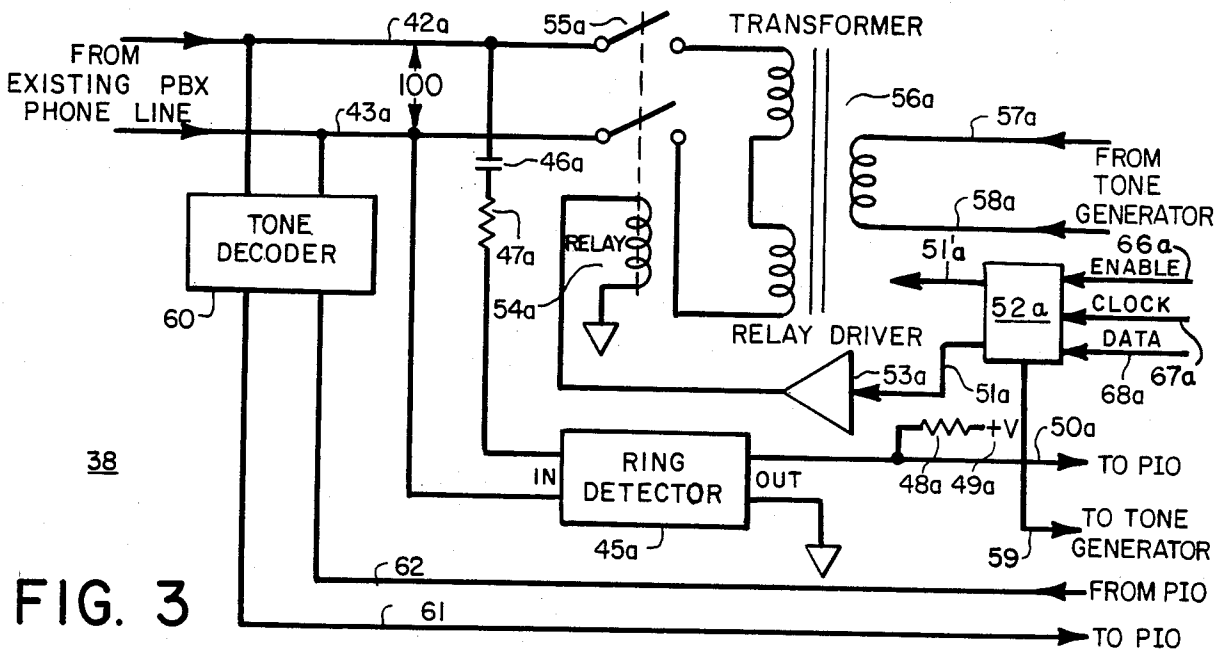 42a
55a
TRANSFORMER
FROM
EXISTING PBX
PHONE LINE
100
43a
56a
57a
FROM
TONE
GENERATOR
46a
58a
TONE
DECODER
47a
RELAY
51'a
66a
ENABLE
52a
CLOCK
DATA
67a
68a
60
54a
RELAY DRIVER
53a
51a
+V
50a
38
IN
RING
DETECTOR
OUT
48a
49a
TO PIO
45a
59
TO TONE
GENERATOR
62
FROM PIO
FIG. 3
61
TO PIO